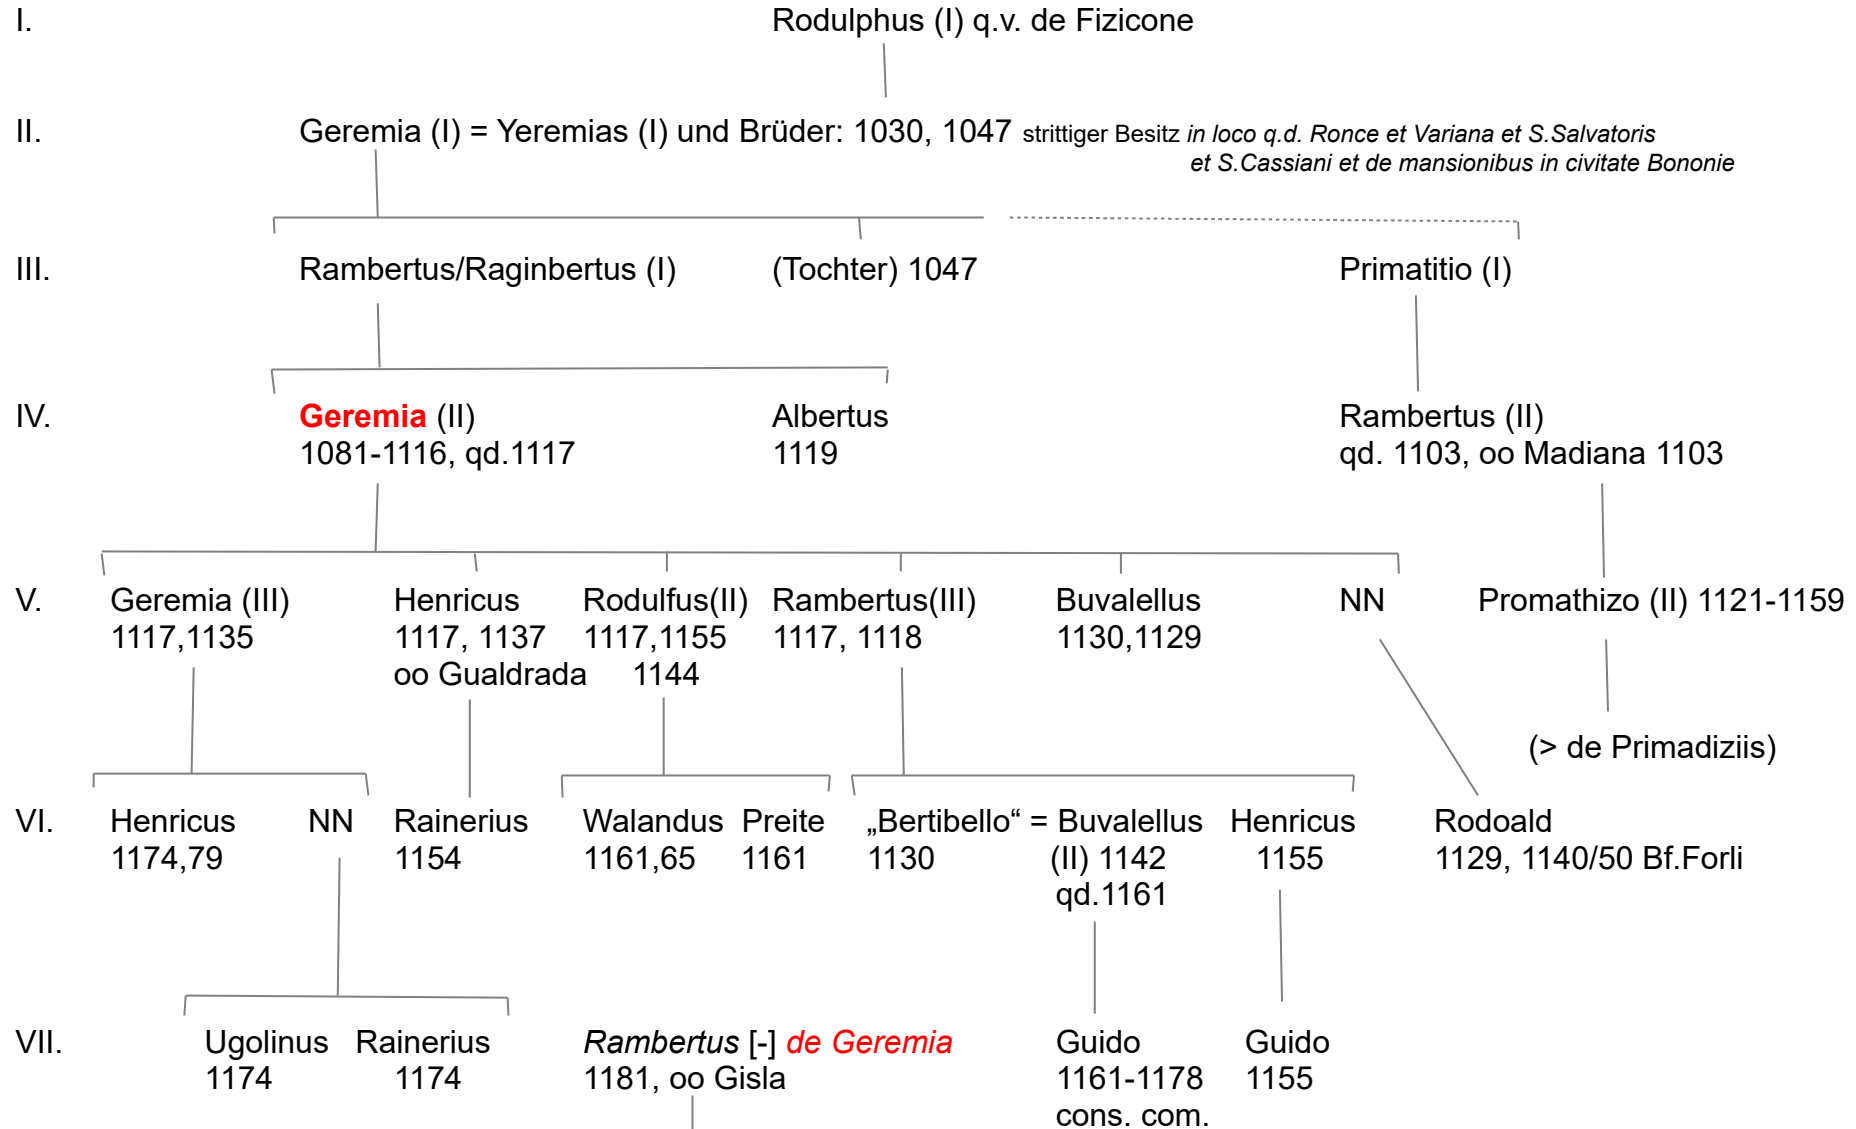 I. Rodulphus (I) q.v. de Fizicone
II. Geremia (I) = Yeremias (I) und Brüder: 1030, 1047 strittiger Besitz in loco q.d. Ronce et Variana et S.Salvatoris
et S.Cassiani et de mansionibus in civitate Bononie
III. Rambertus/Raginbertus (I) (Tochter) 1047 Primatitio (I)
IV. Geremia (II) Albertus Rambertus (II)
1081-1116, qd.1117 1119 qd. 1103, oo Madiana 1103
V. Geremia (III) Henricus Rodulfus(II) Rambertus(III) Buvalellus NN Promathizo (II) 1121-1159
1117,1135 1117, 1137 1117,1155 1117, 1118 1130,1129
oo Gualdrada 1144
(> de Primadiziis)
VI. Henricus NN Rainerius Walandus Preite „Bertibello“ = Buvalellus Henricus Rodoald
1174,79 1154 1161,65 1161 1130 (II) 1142 1155 1129, 1140/50 Bf.Forli
qd.1161
VII. Ugolinus Rainerius Rambertus [-] de Geremia Guido Guido
1174 1174 1181, oo Gisla 1161-1178 1155
cons. com.